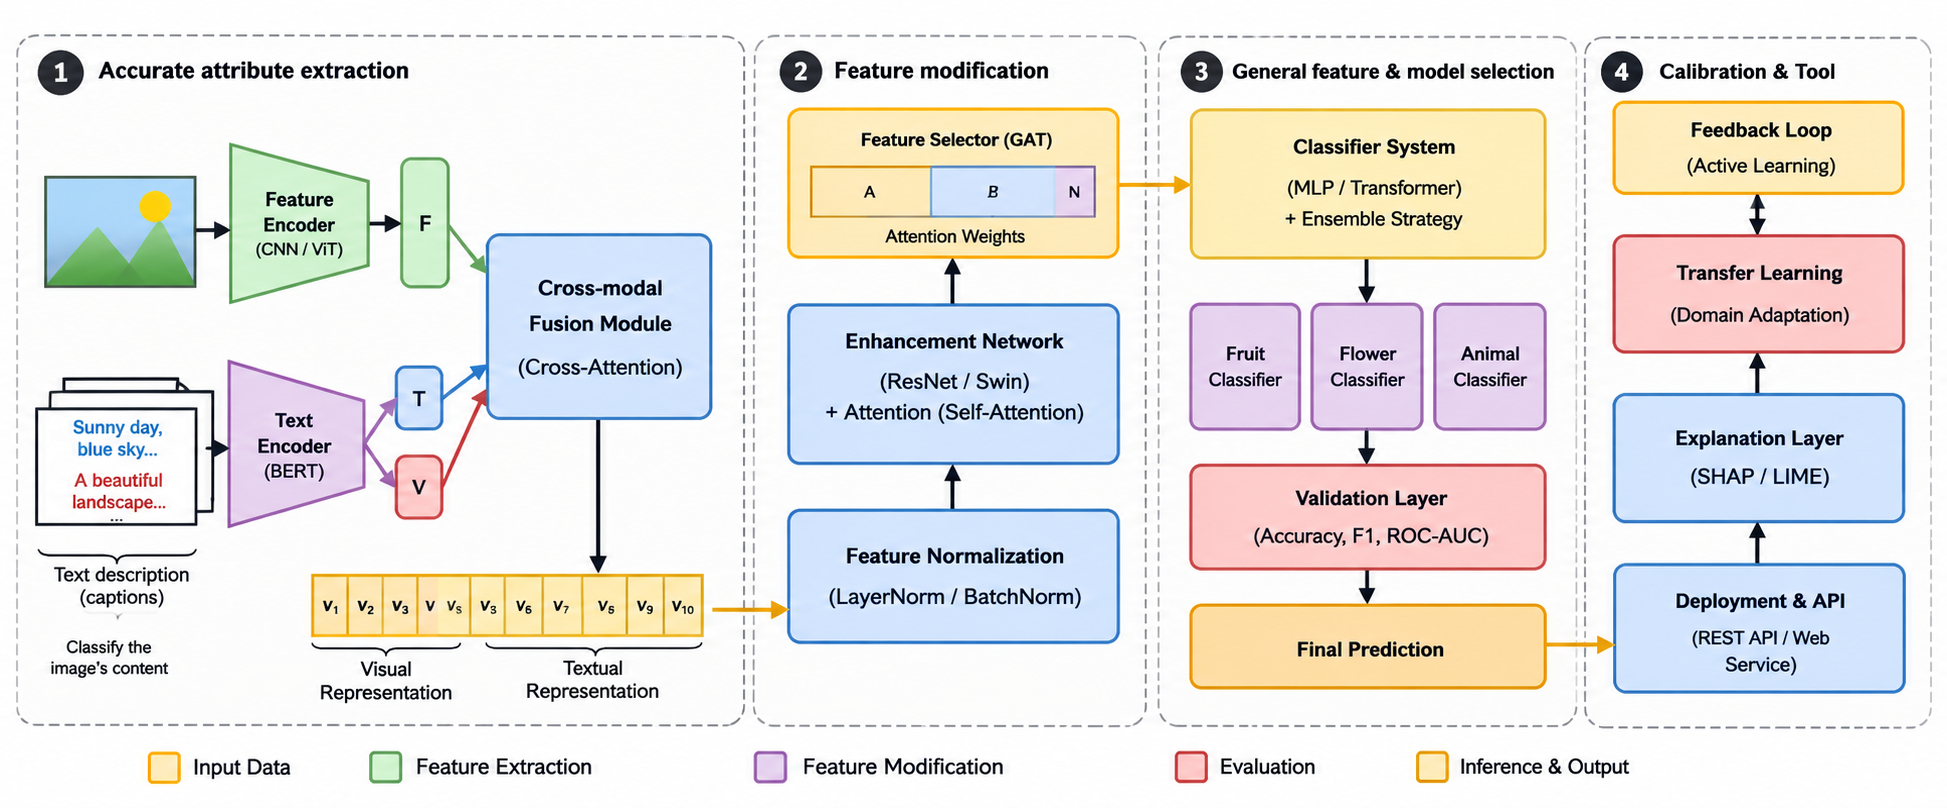 1 Accurate attribute extraction
Feature
Encoder
(CNN / ViT)
F
Cross-modal
Fusion Module
(Cross-Attention)
Sunny day,
blue sky...
A beautiful
landscape...
...
Text
Encoder
(BERT)
T
V
Text description
(captions)
Classify the
image's content
V1 V2 V3 V VS V3 V6 V7 V8 V9 V10
Visual
Representation
Textual
Representation
2 Feature modification
Feature Selector (GAT)
A B N
Attention Weights
Enhancement Network
(ResNet / Swin)
+ Attention (Self-Attention)
Feature Normalization
(LayerNorm / BatchNorm)
3 General feature & model selection
Classifier System
(MLP / Transformer)
+ Ensemble Strategy
Fruit
Classifier
Flower
Classifier
Animal
Classifier
Validation Layer
(Accuracy, F1, ROC-AUC)
Final Prediction
4 Calibration & Tool
Feedback Loop
(Active Learning)
Transfer Learning
(Domain Adaptation)
Explanation Layer
(SHAP / LIME)
Deployment & API
(REST API / Web
Service)
Input Data
Feature Extraction
Feature Modification
Evaluation
Inference & Output